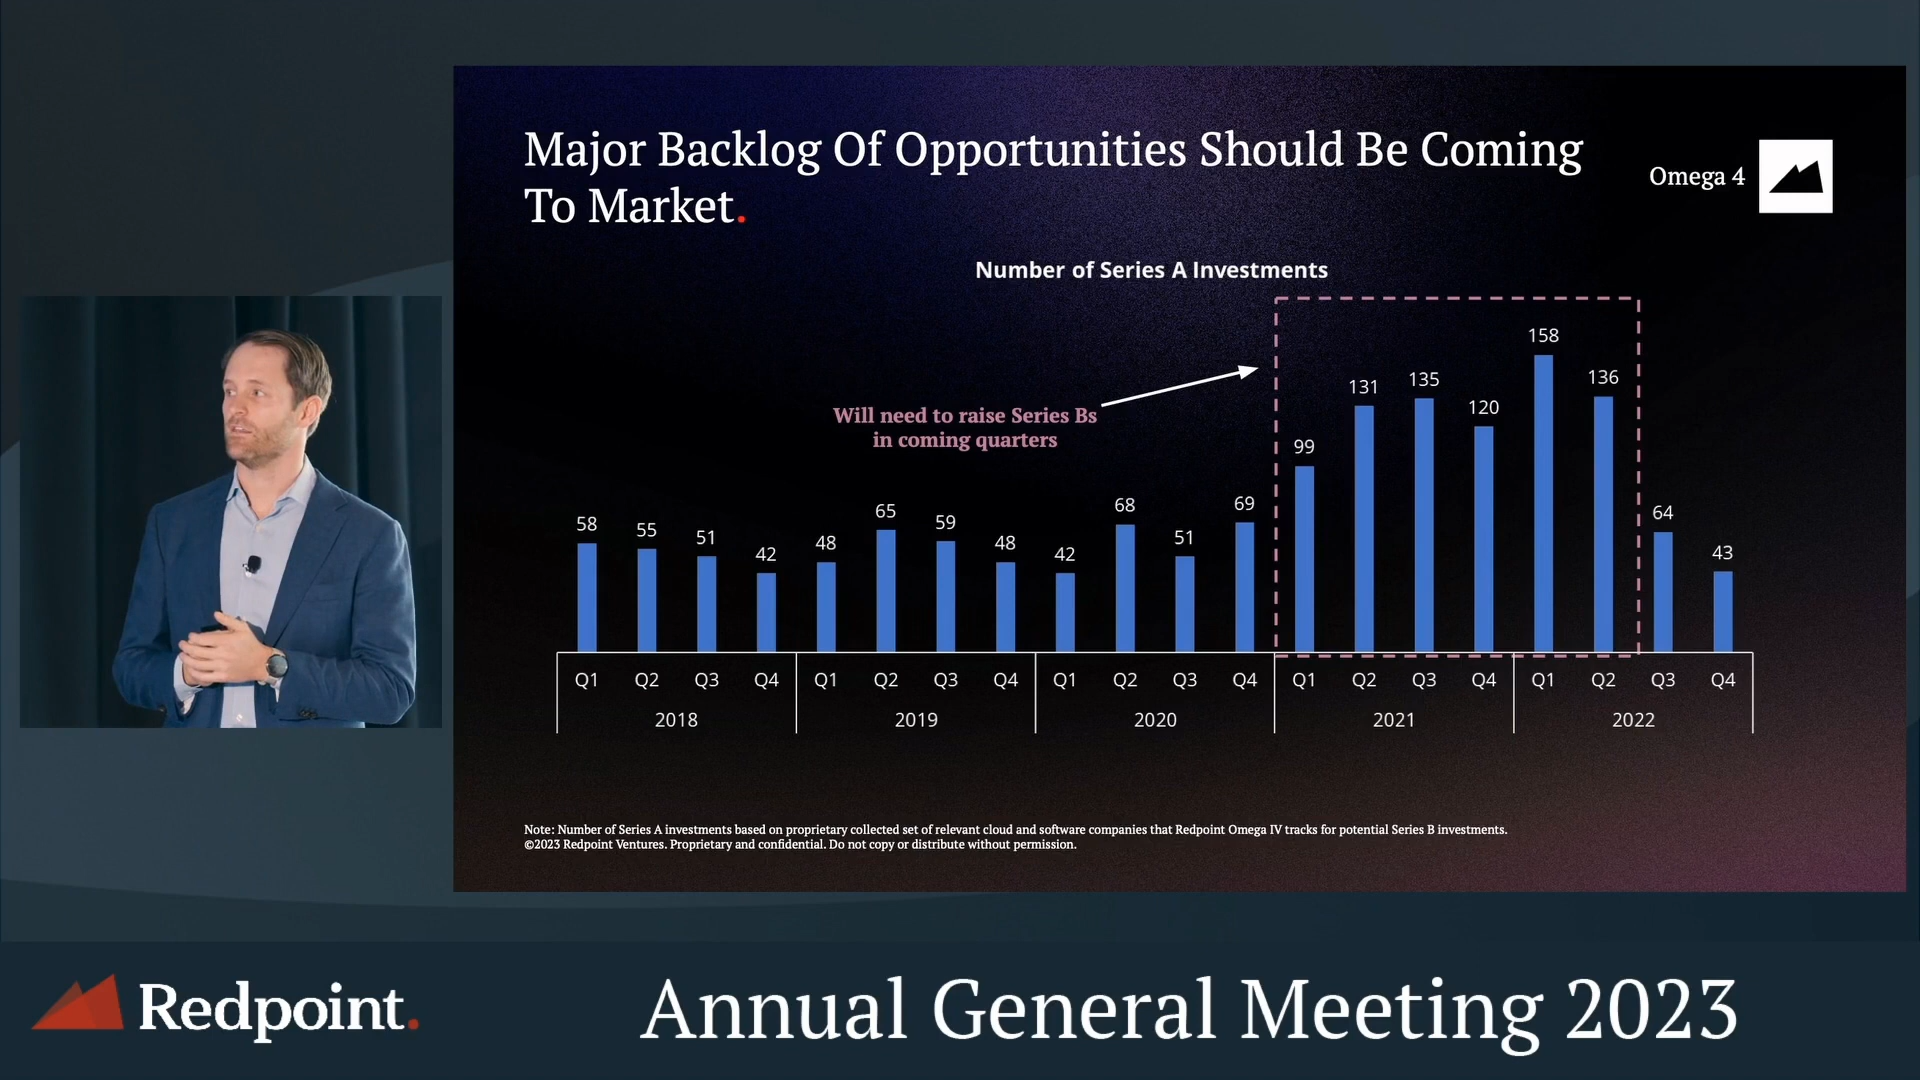 Major Backlog Of Opportunities Should Be Coming
To Market.
Omega 4
Number of Series A Investments
Will need to raise Series Bs
in coming quarters
58 55 51 42 48 65 59 48 42 68 51 69 99 131 135 120 158 136 64 43
Q1 Q2 Q3 Q4 Q1 Q2 Q3 Q4 Q1 Q2 Q3 Q4 Q1 Q2 Q3 Q4 Q1 Q2 Q3 Q4
2018 2019 2020 2021 2022
Note: Number of Series A investments based on proprietary collected set of relevant cloud and software companies that Redpoint Omega IV tracks for potential Series B investments.
©2023 Redpoint Ventures. Proprietary and confidential. Do not copy or distribute without permission.
Redpoint.
Annual General Meeting 2023